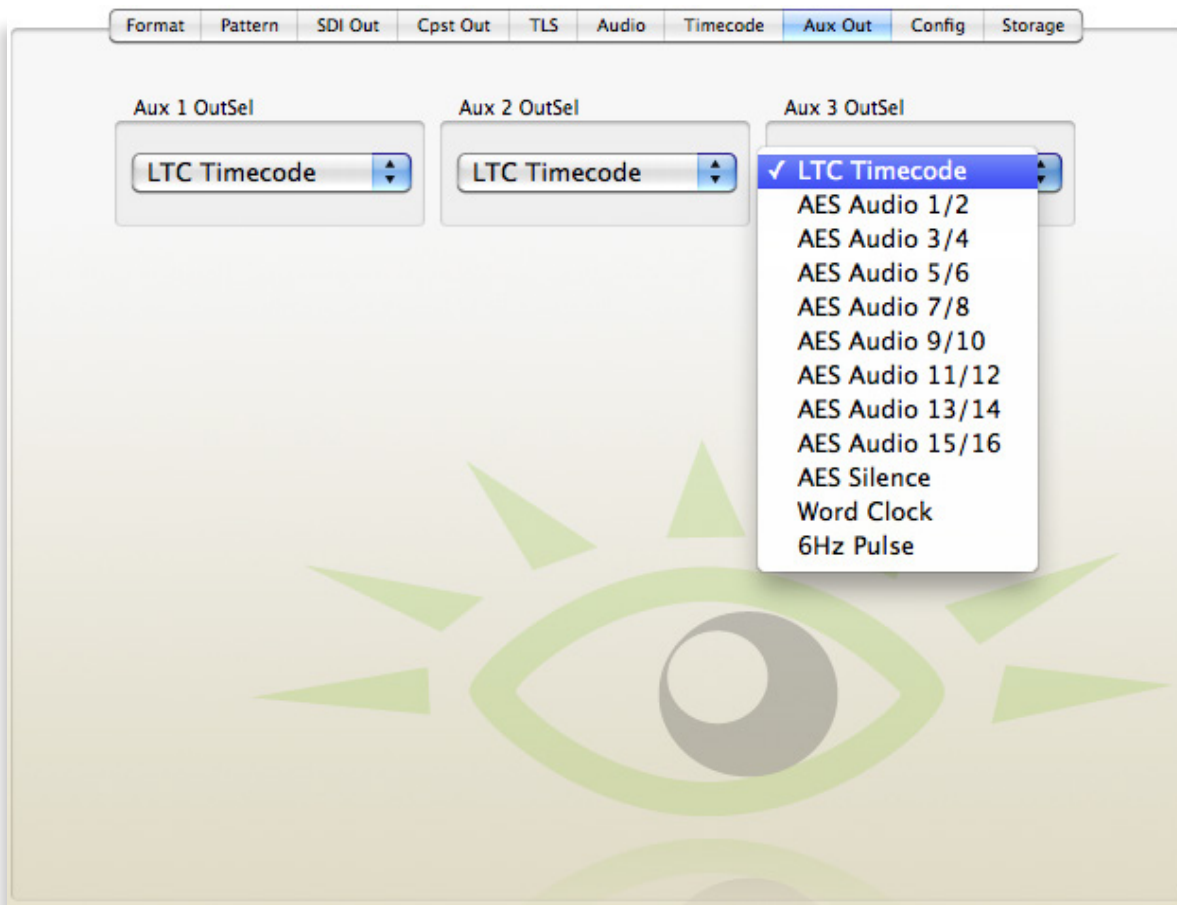 Format Pattern SDI Out Cpst Out TLS Audio Timecode Aux Out Config Storage
Aux 1 OutSel Aux 2 OutSel Aux 3 OutSel
LTC Timecode LTC Timecode ✓ LTC Timecode
AES Audio 1/2
AES Audio 3/4
AES Audio 5/6
AES Audio 7/8
AES Audio 9/10
AES Audio 11/12
AES Audio 13/14
AES Audio 15/16
AES Silence
Word Clock
6Hz Pulse